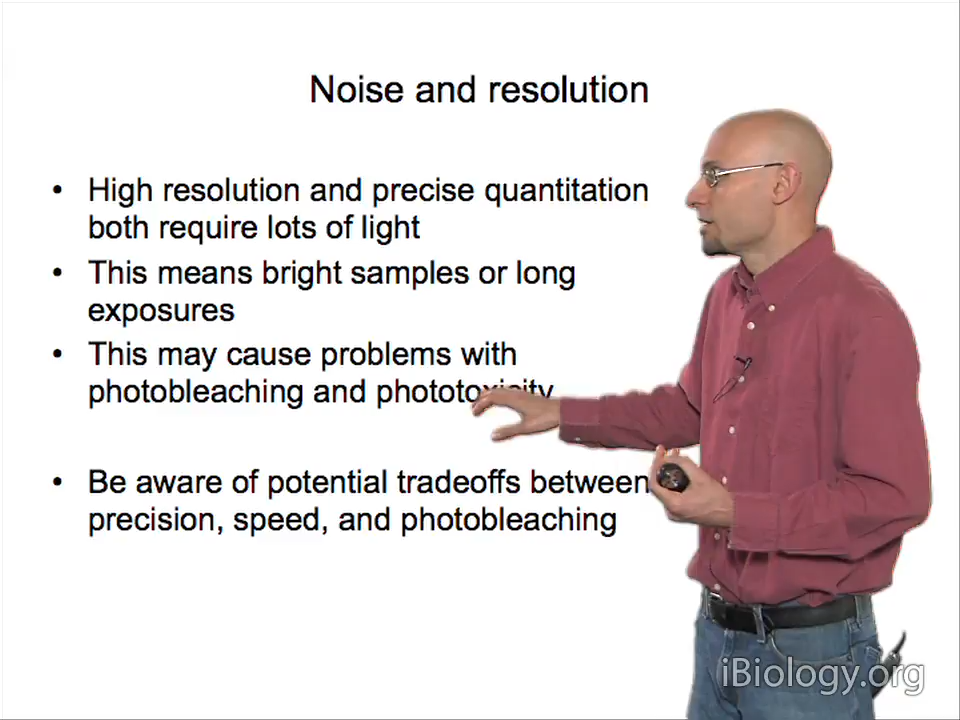 Noise and resolution
• High resolution and precise quantitation
both require lots of light
• This means bright samples or long
exposures
• This may cause problems with
photobleaching and phototoxicity
• Be aware of potential tradeoffs between
precision, speed, and photobleaching
iBiology.org